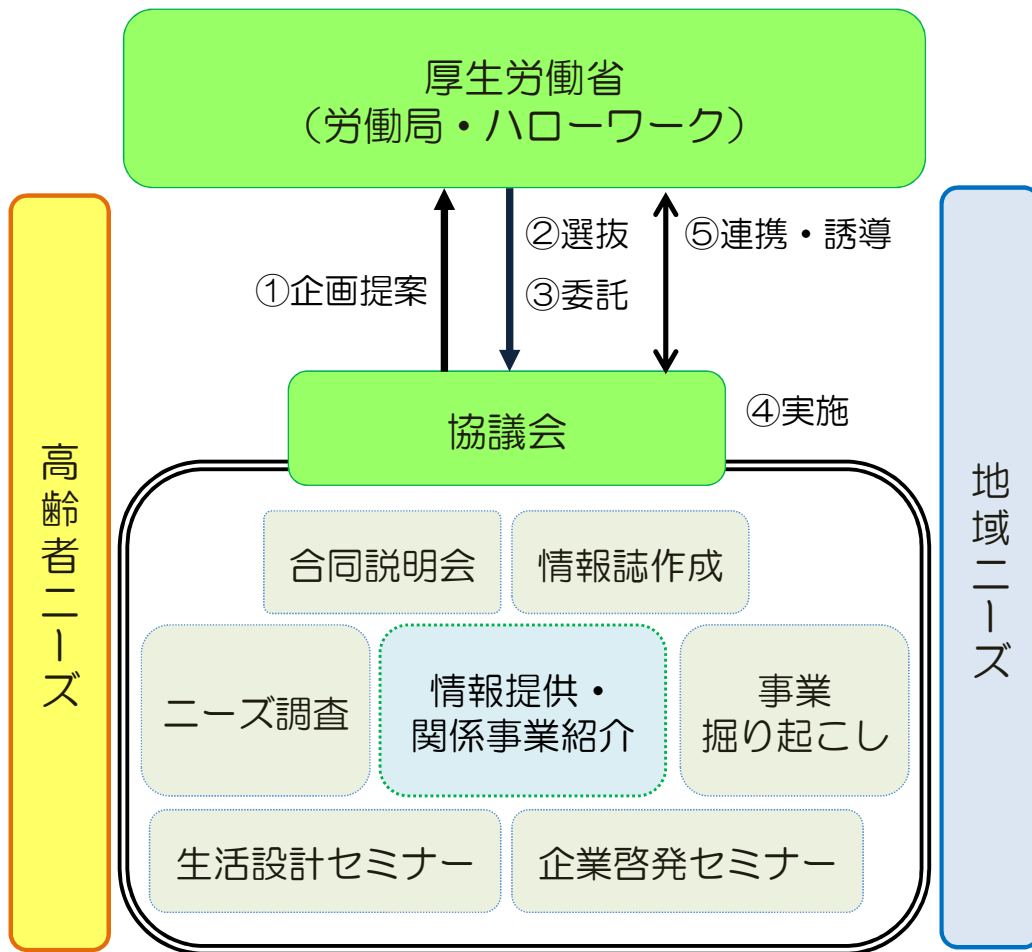 厚生労働省
（労働局・ハローワーク）
①企画提案
②選抜
③委託
⑤連携・誘導
協議会
④実施
高齢者ニーズ
地域ニーズ
合同説明会
情報誌作成
ニーズ調査
情報提供・
関係事業紹介
事業
掘り起こし
生活設計セミナー
企業啓発セミナー